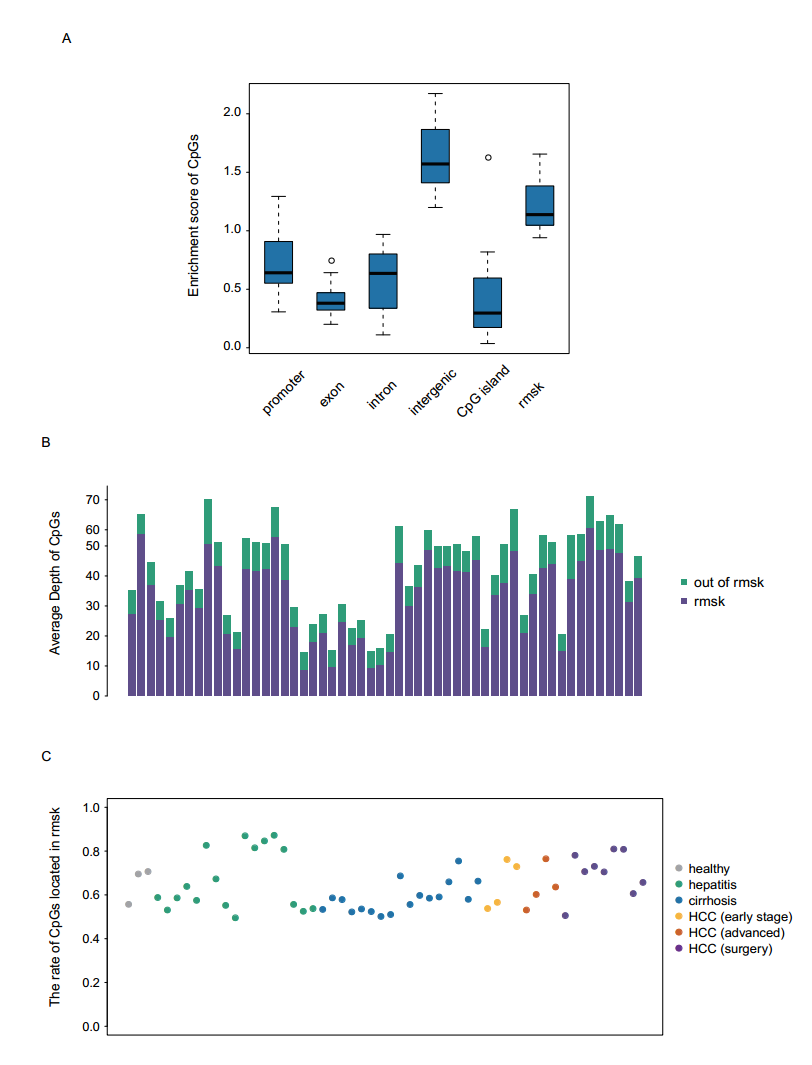 A
Enrichment score of CpGs
2.0
1.5
1.0
0.5
0.0
promoter
exon
intron
intergenic
CpG island
rmsk
B
Average Depth of CpGs
70
60
50
40
30
20
10
0
out of rmsk
rmsk
C
The rate of CpGs located in rmsk
1.0
0.8
0.6
0.4
0.2
0.0
healthy
hepatitis
cirrhosis
HCC (early stage)
HCC (advanced)
HCC (surgery)